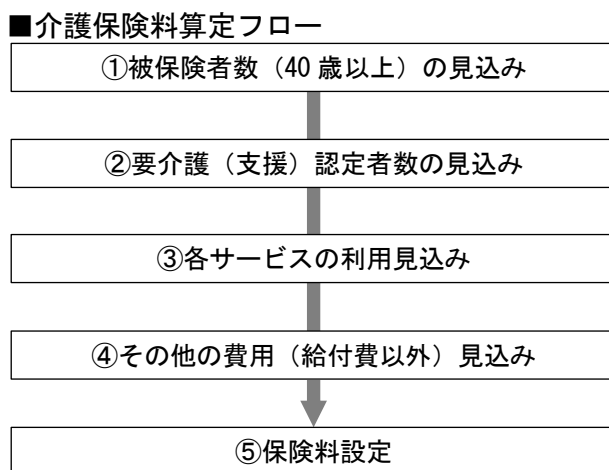 ■介護保険料算定フロー
①被保険者数（40歳以上）の見込み
②要介護（支援）認定者数の見込み
③各サービスの利用見込み
④その他の費用（給付費以外）見込み
⑤保険料設定